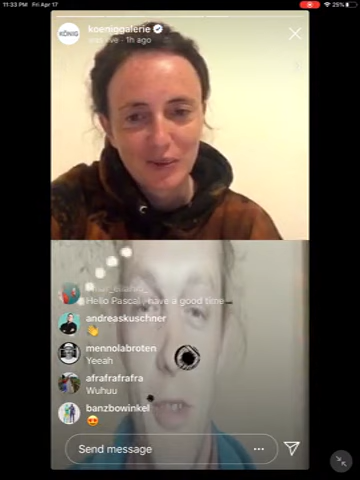 11:33 PM Fri Apr 17
25%
KÖNIG
koeniggalerie
1h ago
Hello Pascal , have a good time
andreaskuschner
👏
mennolabroten
Yeeah
afrafrafrafra
Wuhuu
banzbowinkel
😍
Send message